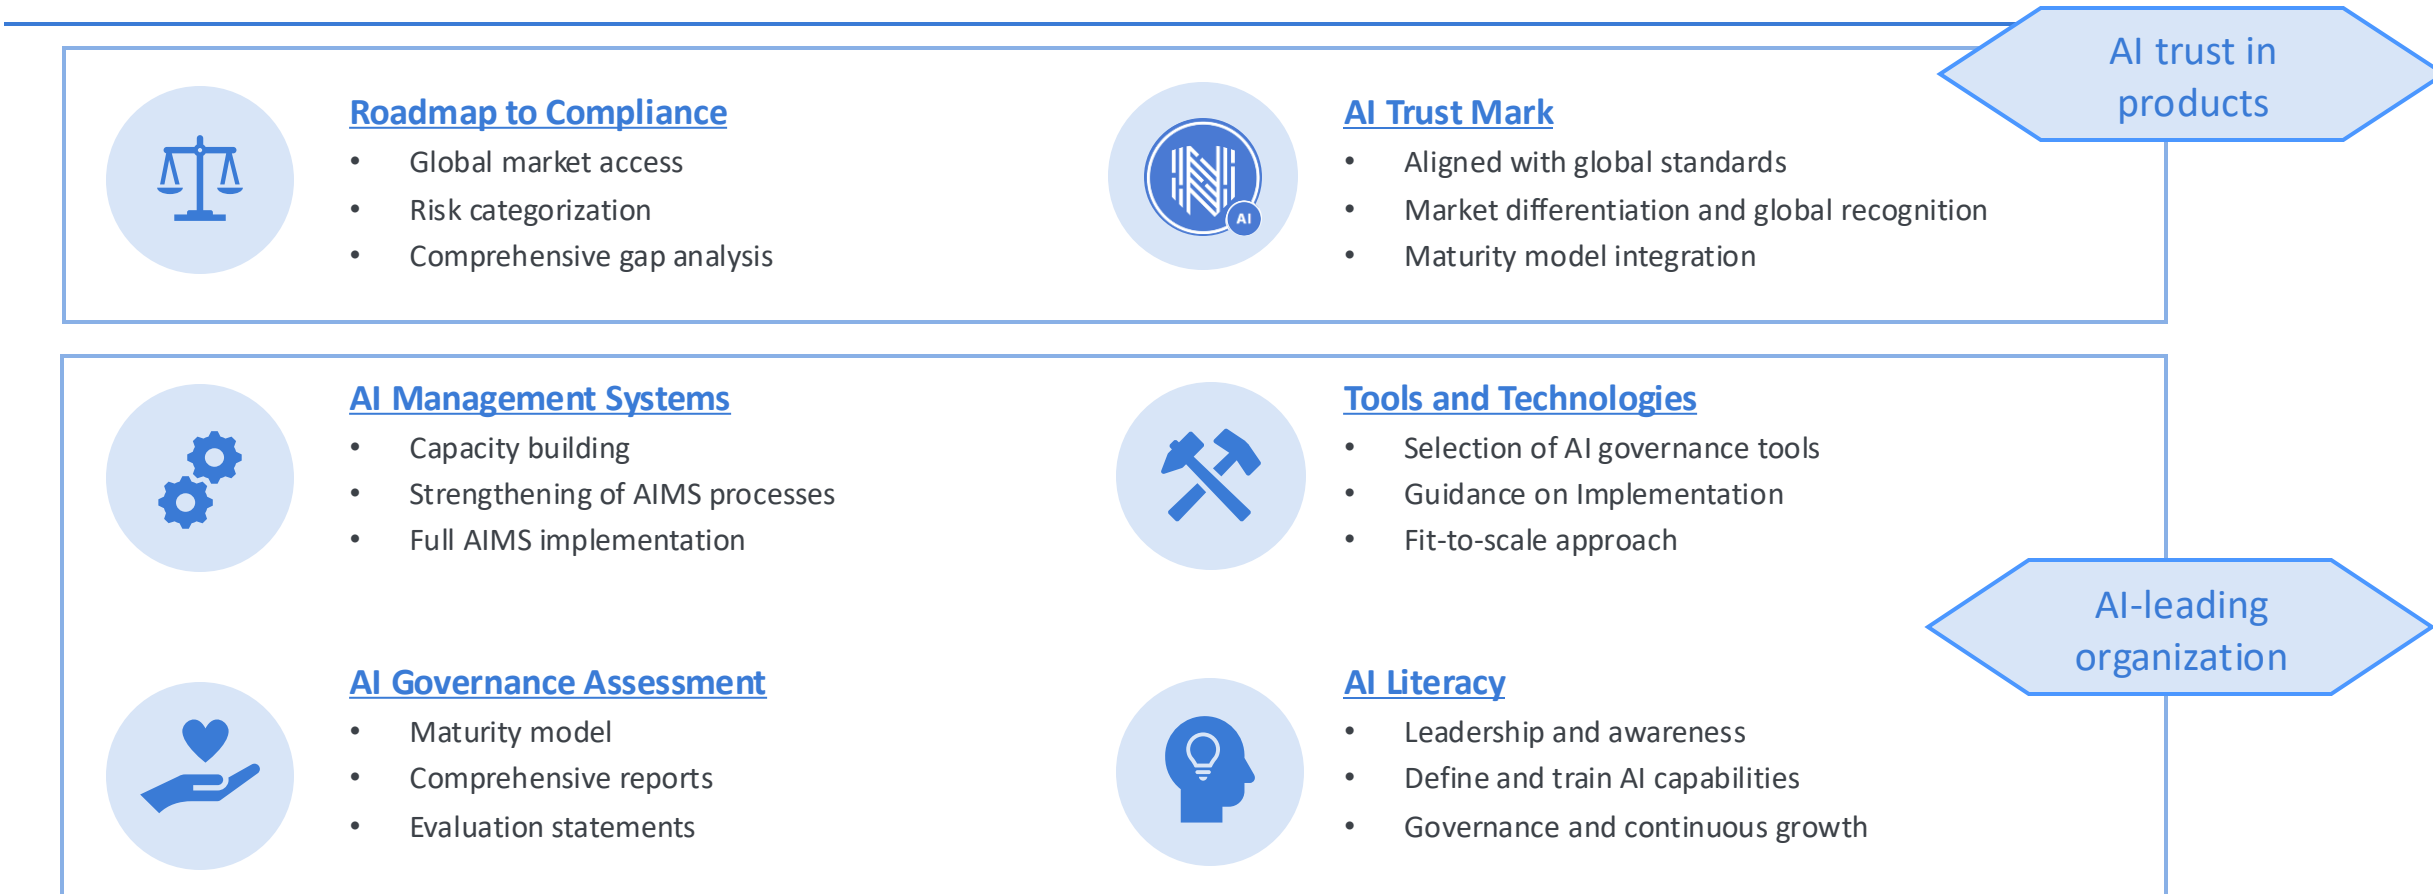 AI trust in
products
Roadmap to Compliance
• Global market access
• Risk categorization
• Comprehensive gap analysis
AI Trust Mark
• Aligned with global standards
• Market differentiation and global recognition
• Maturity model integration
AI
AI Management Systems
• Capacity building
• Strengthening of AIMS processes
• Full AIMS implementation
Tools and Technologies
• Selection of AI governance tools
• Guidance on Implementation
• Fit-to-scale approach
AI-leading
organization
AI Governance Assessment
• Maturity model
• Comprehensive reports
• Evaluation statements
AI Literacy
• Leadership and awareness
• Define and train AI capabilities
• Governance and continuous growth